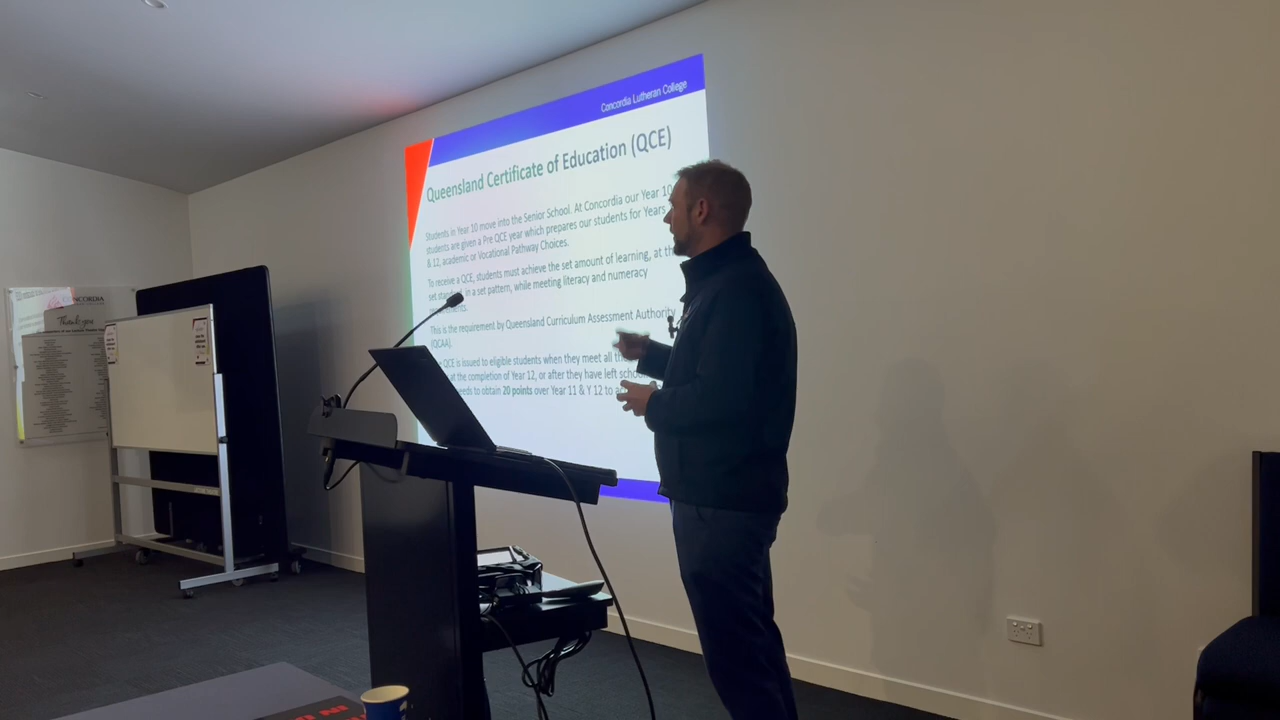 Concordia Lutheran College
Queensland Certificate of Education (QCE)
Students in Year 10 move into the Senior School. At Concordia our Year 10
students are given a Pre QCE year which prepares our students for Years
& 12, academic or Vocational Pathway Choices.
To receive a QCE, students must achieve the set amount of learning, at
set standard, in a set pattern, while meeting literacy and numeracy
This is the requirement by Queensland Curriculum Assessment Authority
(QCAA).
QCE is issued to eligible students when they meet all
at the completion of Year 12, or after they have left
to obtain 20 points over Year 11 & Y 12 to
CONCORDIA
Thank you